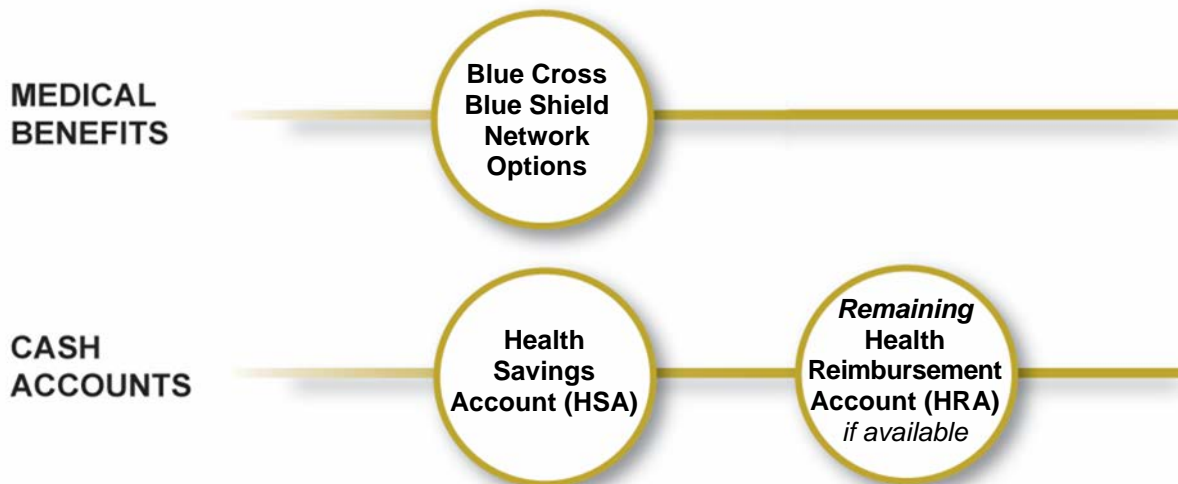 MEDICAL
BENEFITS
Blue Cross
Blue Shield
Network
Options
CASH
ACCOUNTS
Health
Savings
Account (HSA)
Remaining
Health
Reimbursement
Account (HRA)
if available